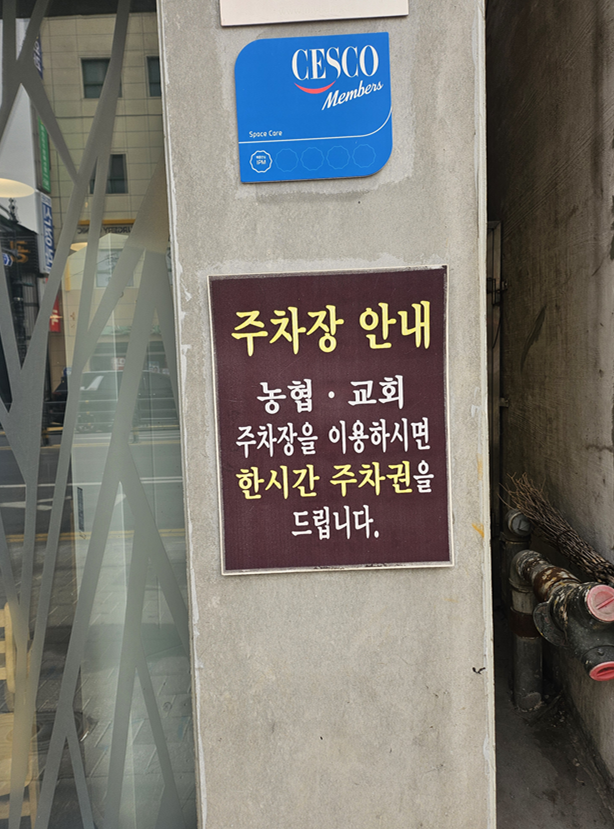 CESCO
Members
Space Care
IPM
주차장 안내
농협 · 교회
주차장을 이용하시면
한시간 주차권을
드립니다.